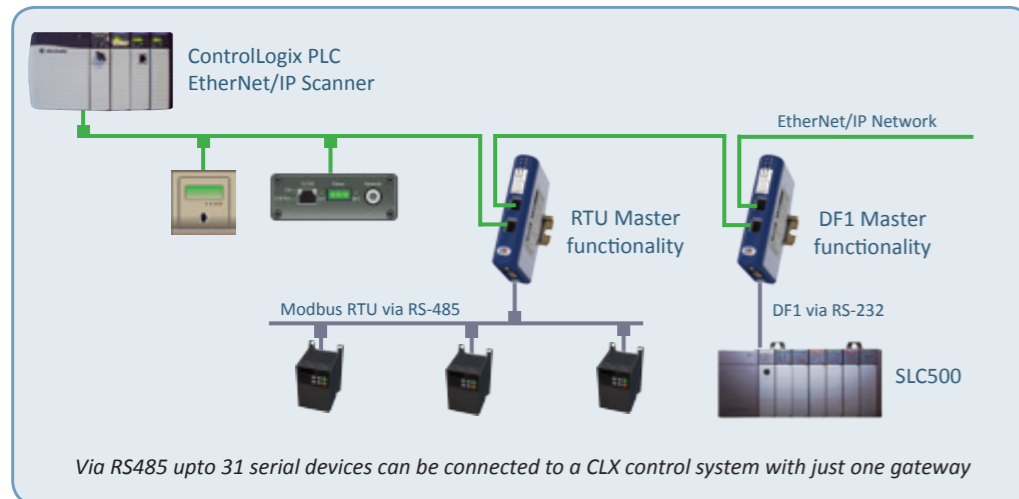 ControlLogix PLC
EtherNet/IP Scanner
EtherNet/IP Network
RTU Master
functionality
DF1 Master
functionality
Modbus RTU via RS-485
DF1 via RS-232
SLC500
Via RS485 upto 31 serial devices can be connected to a CLX control system with just one gateway